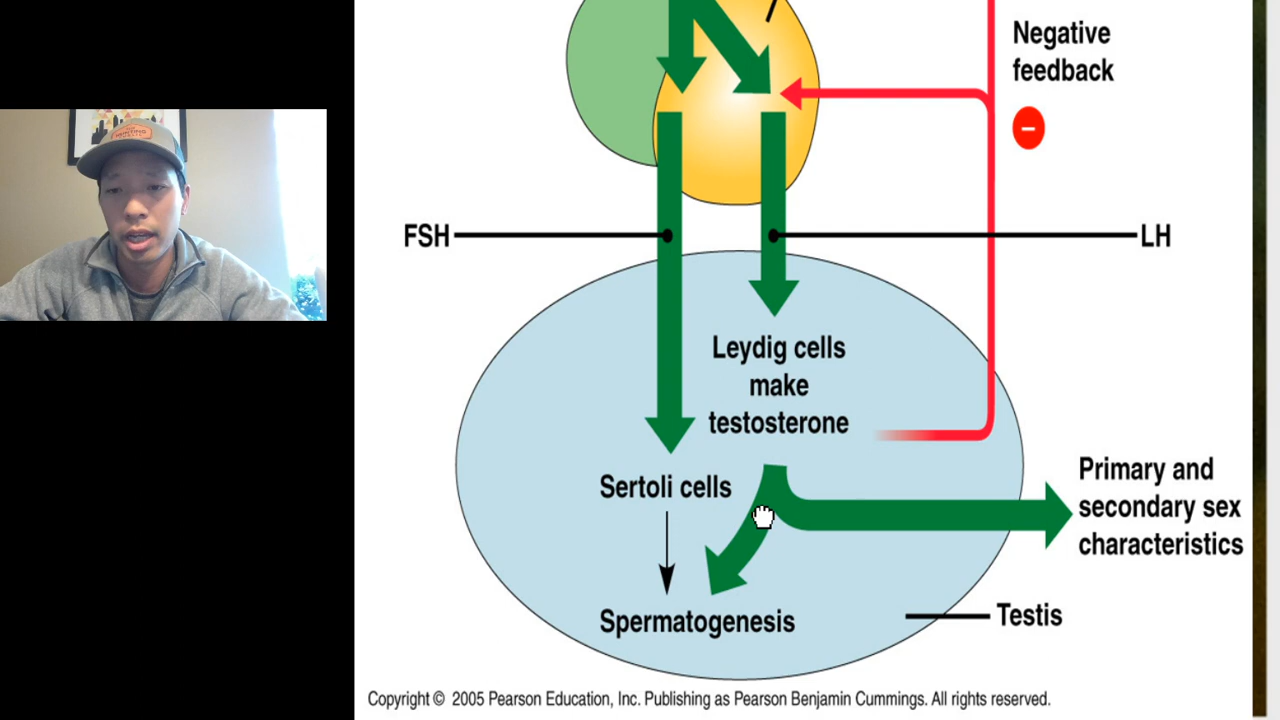 Negative
feedback
−
FSH
LH
Leydig cells
make
testosterone
Sertoli cells
Primary and
secondary sex
characteristics
Spermatogenesis
Testis
Copyright © 2005 Pearson Education, Inc. Publishing as Pearson Benjamin Cummings. All rights reserved.